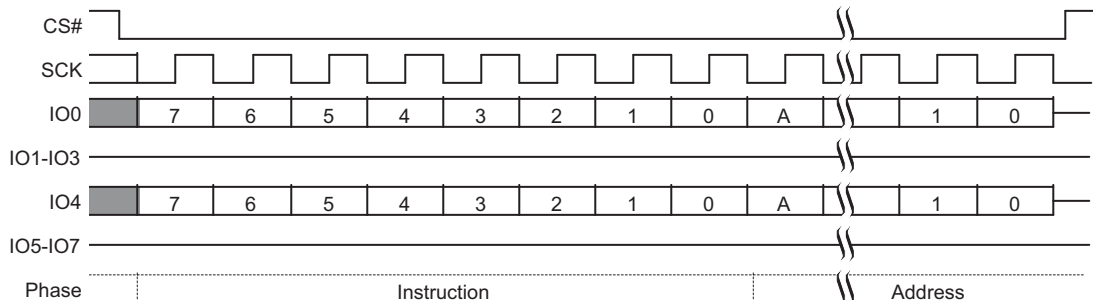 CS#
SCK
IO0 7 6 5 4 3 2 1 0 A 1 0
IO1-IO3
IO4 7 6 5 4 3 2 1 0 A 1 0
IO5-IO7
Phase Instruction Address